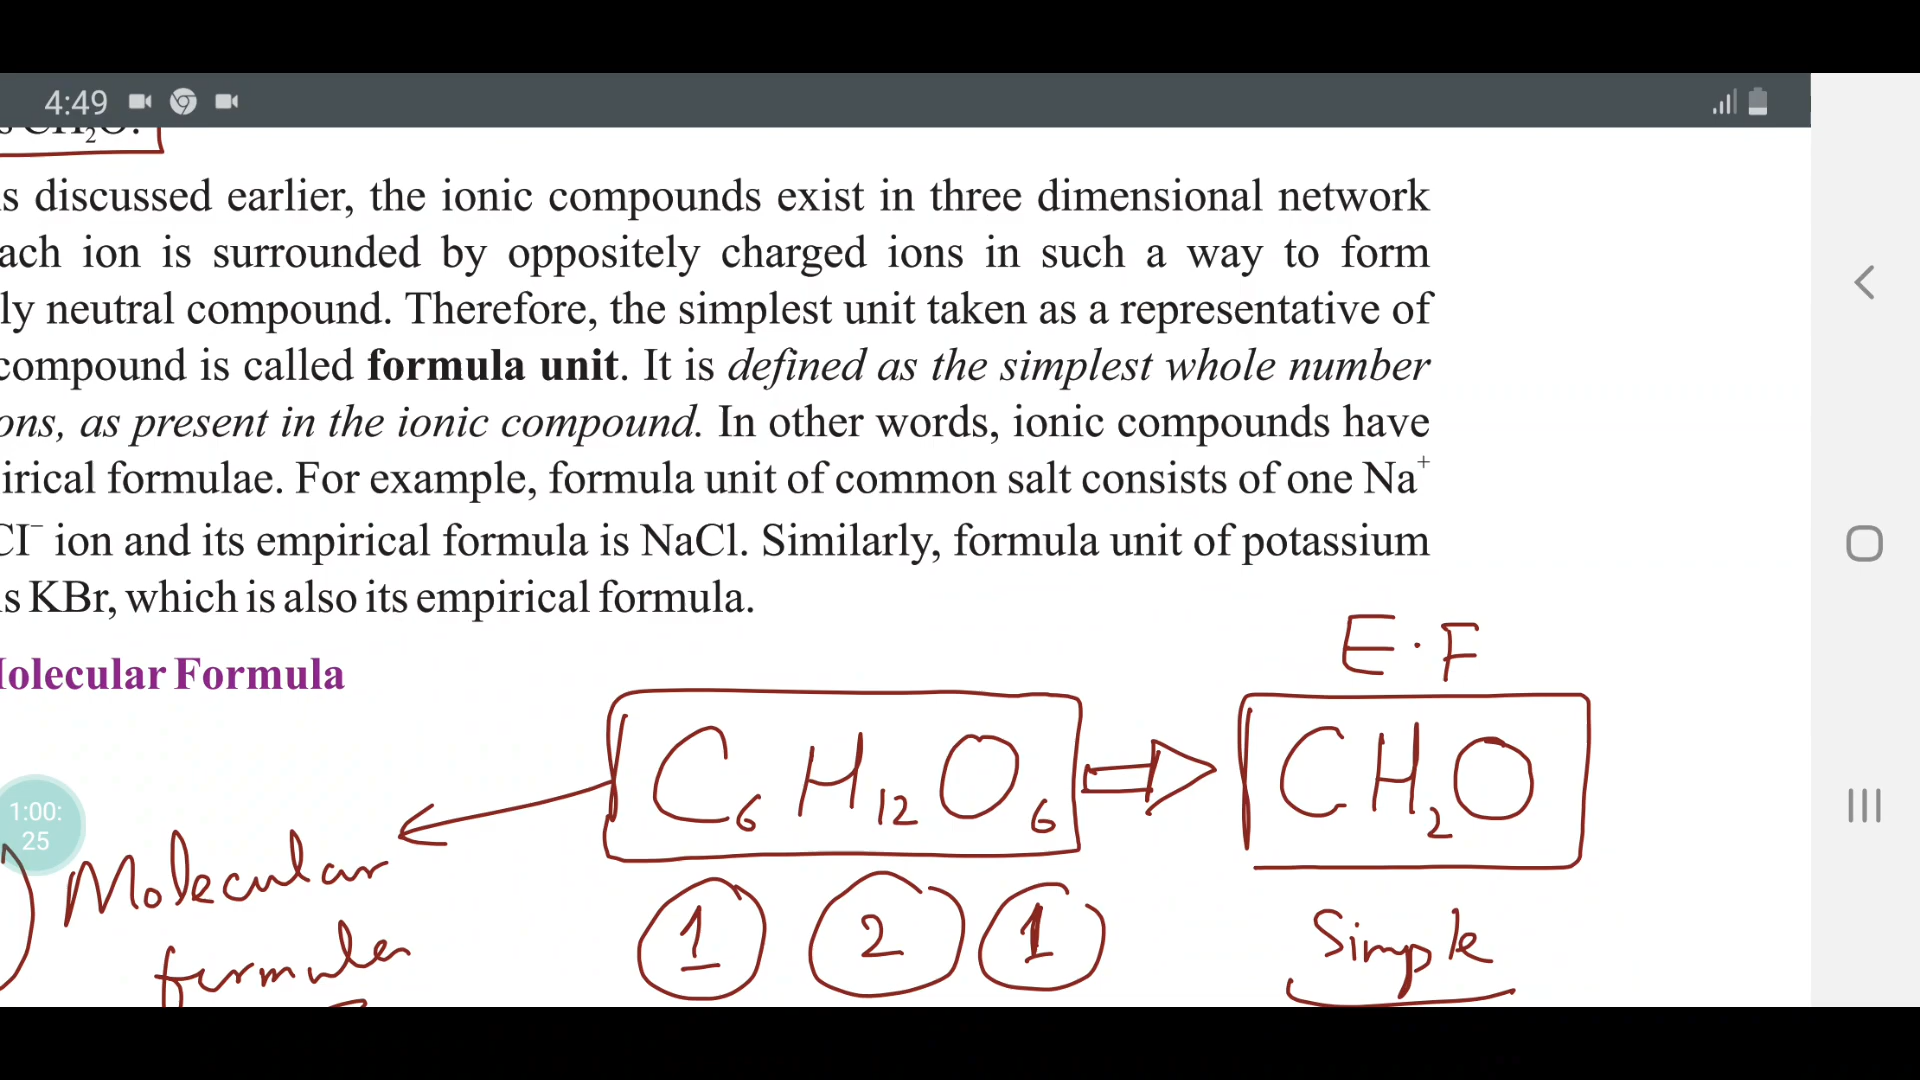 4:49
s CH₂O.
s discussed earlier, the ionic compounds exist in three dimensional network
ach ion is surrounded by oppositely charged ions in such a way to form
ly neutral compound. Therefore, the simplest unit taken as a representative of
compound is called formula unit. It is defined as the simplest whole number
ons, as present in the ionic compound. In other words, ionic compounds have
irical formulae. For example, formula unit of common salt consists of one Na⁺
CI⁻ ion and its empirical formula is NaCl. Similarly, formula unit of potassium
s KBr, which is also its empirical formula.
E.F
Molecular Formula
C₆H₁₂O₆ ⇒ CH₂O
1:00:
25
Molecular
formula
1 2 1
Simple